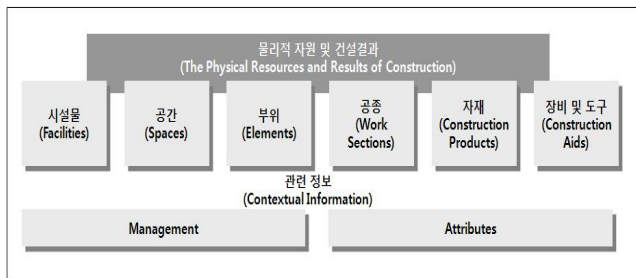 물리적 자원 및 건설결과
(The Physical Resources and Results of Construction)
시설물
(Facilities)
공간
(Spaces)
부위
(Elements)
공종
(Work
Sections)
자재
(Construction
Products)
장비 및 도구
(Construction
Aids)
관련 정보
(Contextual Information)
Management
Attributes